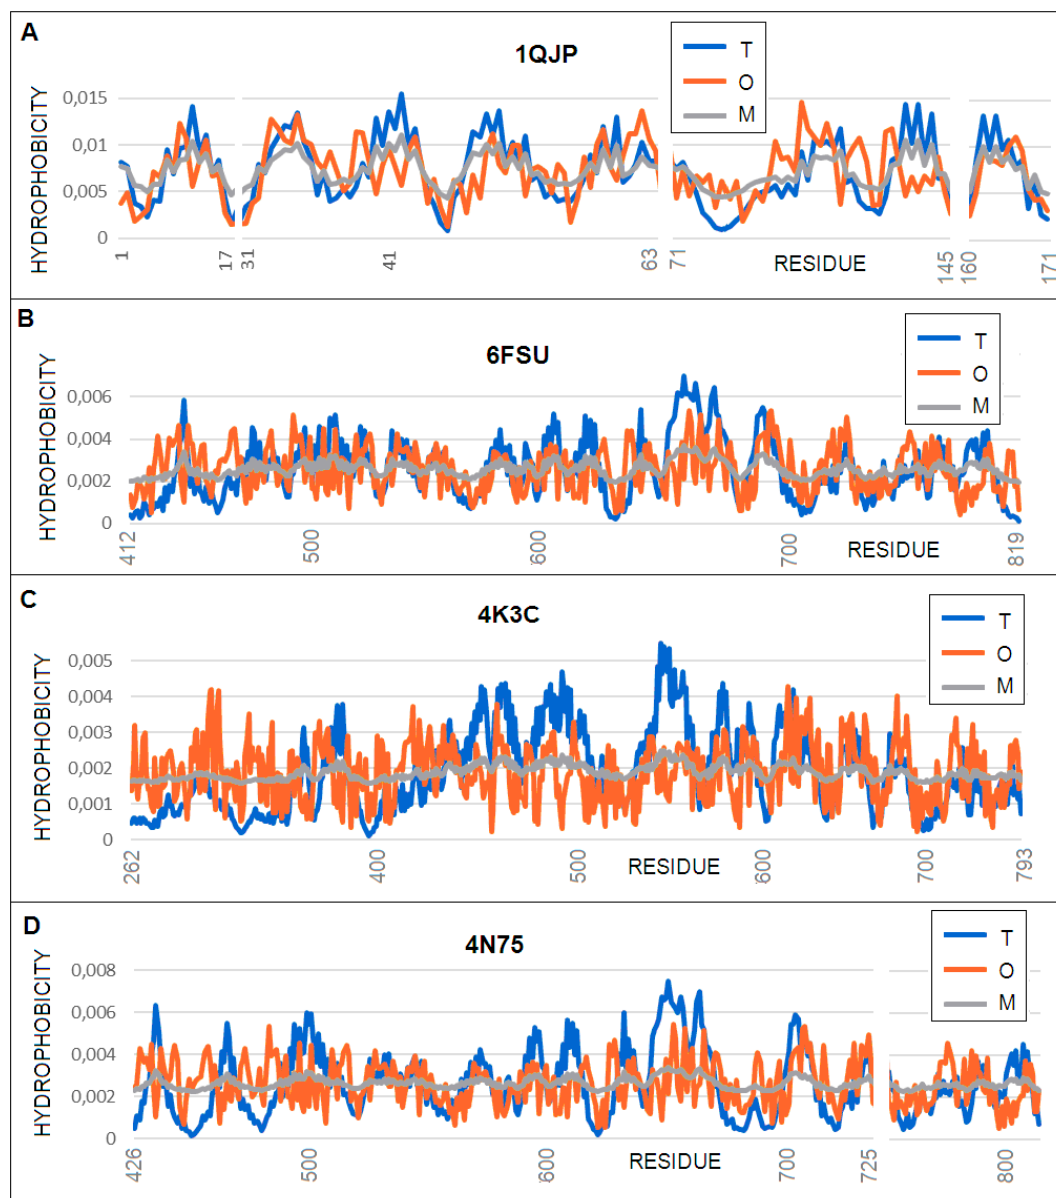 A
1QJP
T
O
M
HYDROPHOBICITY
0,015
0,010
0,005
0
1
17
31
41
63
71
145
160
171
RESIDUE
B
6FSU
T
O
M
HYDROPHOBICITY
0,006
0,004
0,002
0
412
500
600
700
819
RESIDUE
C
4K3C
T
O
M
HYDROPHOBICITY
0,005
0,004
0,003
0,002
0,001
0
262
400
500
600
700
793
RESIDUE
D
4N75
T
O
M
HYDROPHOBICITY
0,008
0,006
0,004
0,002
0
426
500
600
700
725
800
RESIDUE